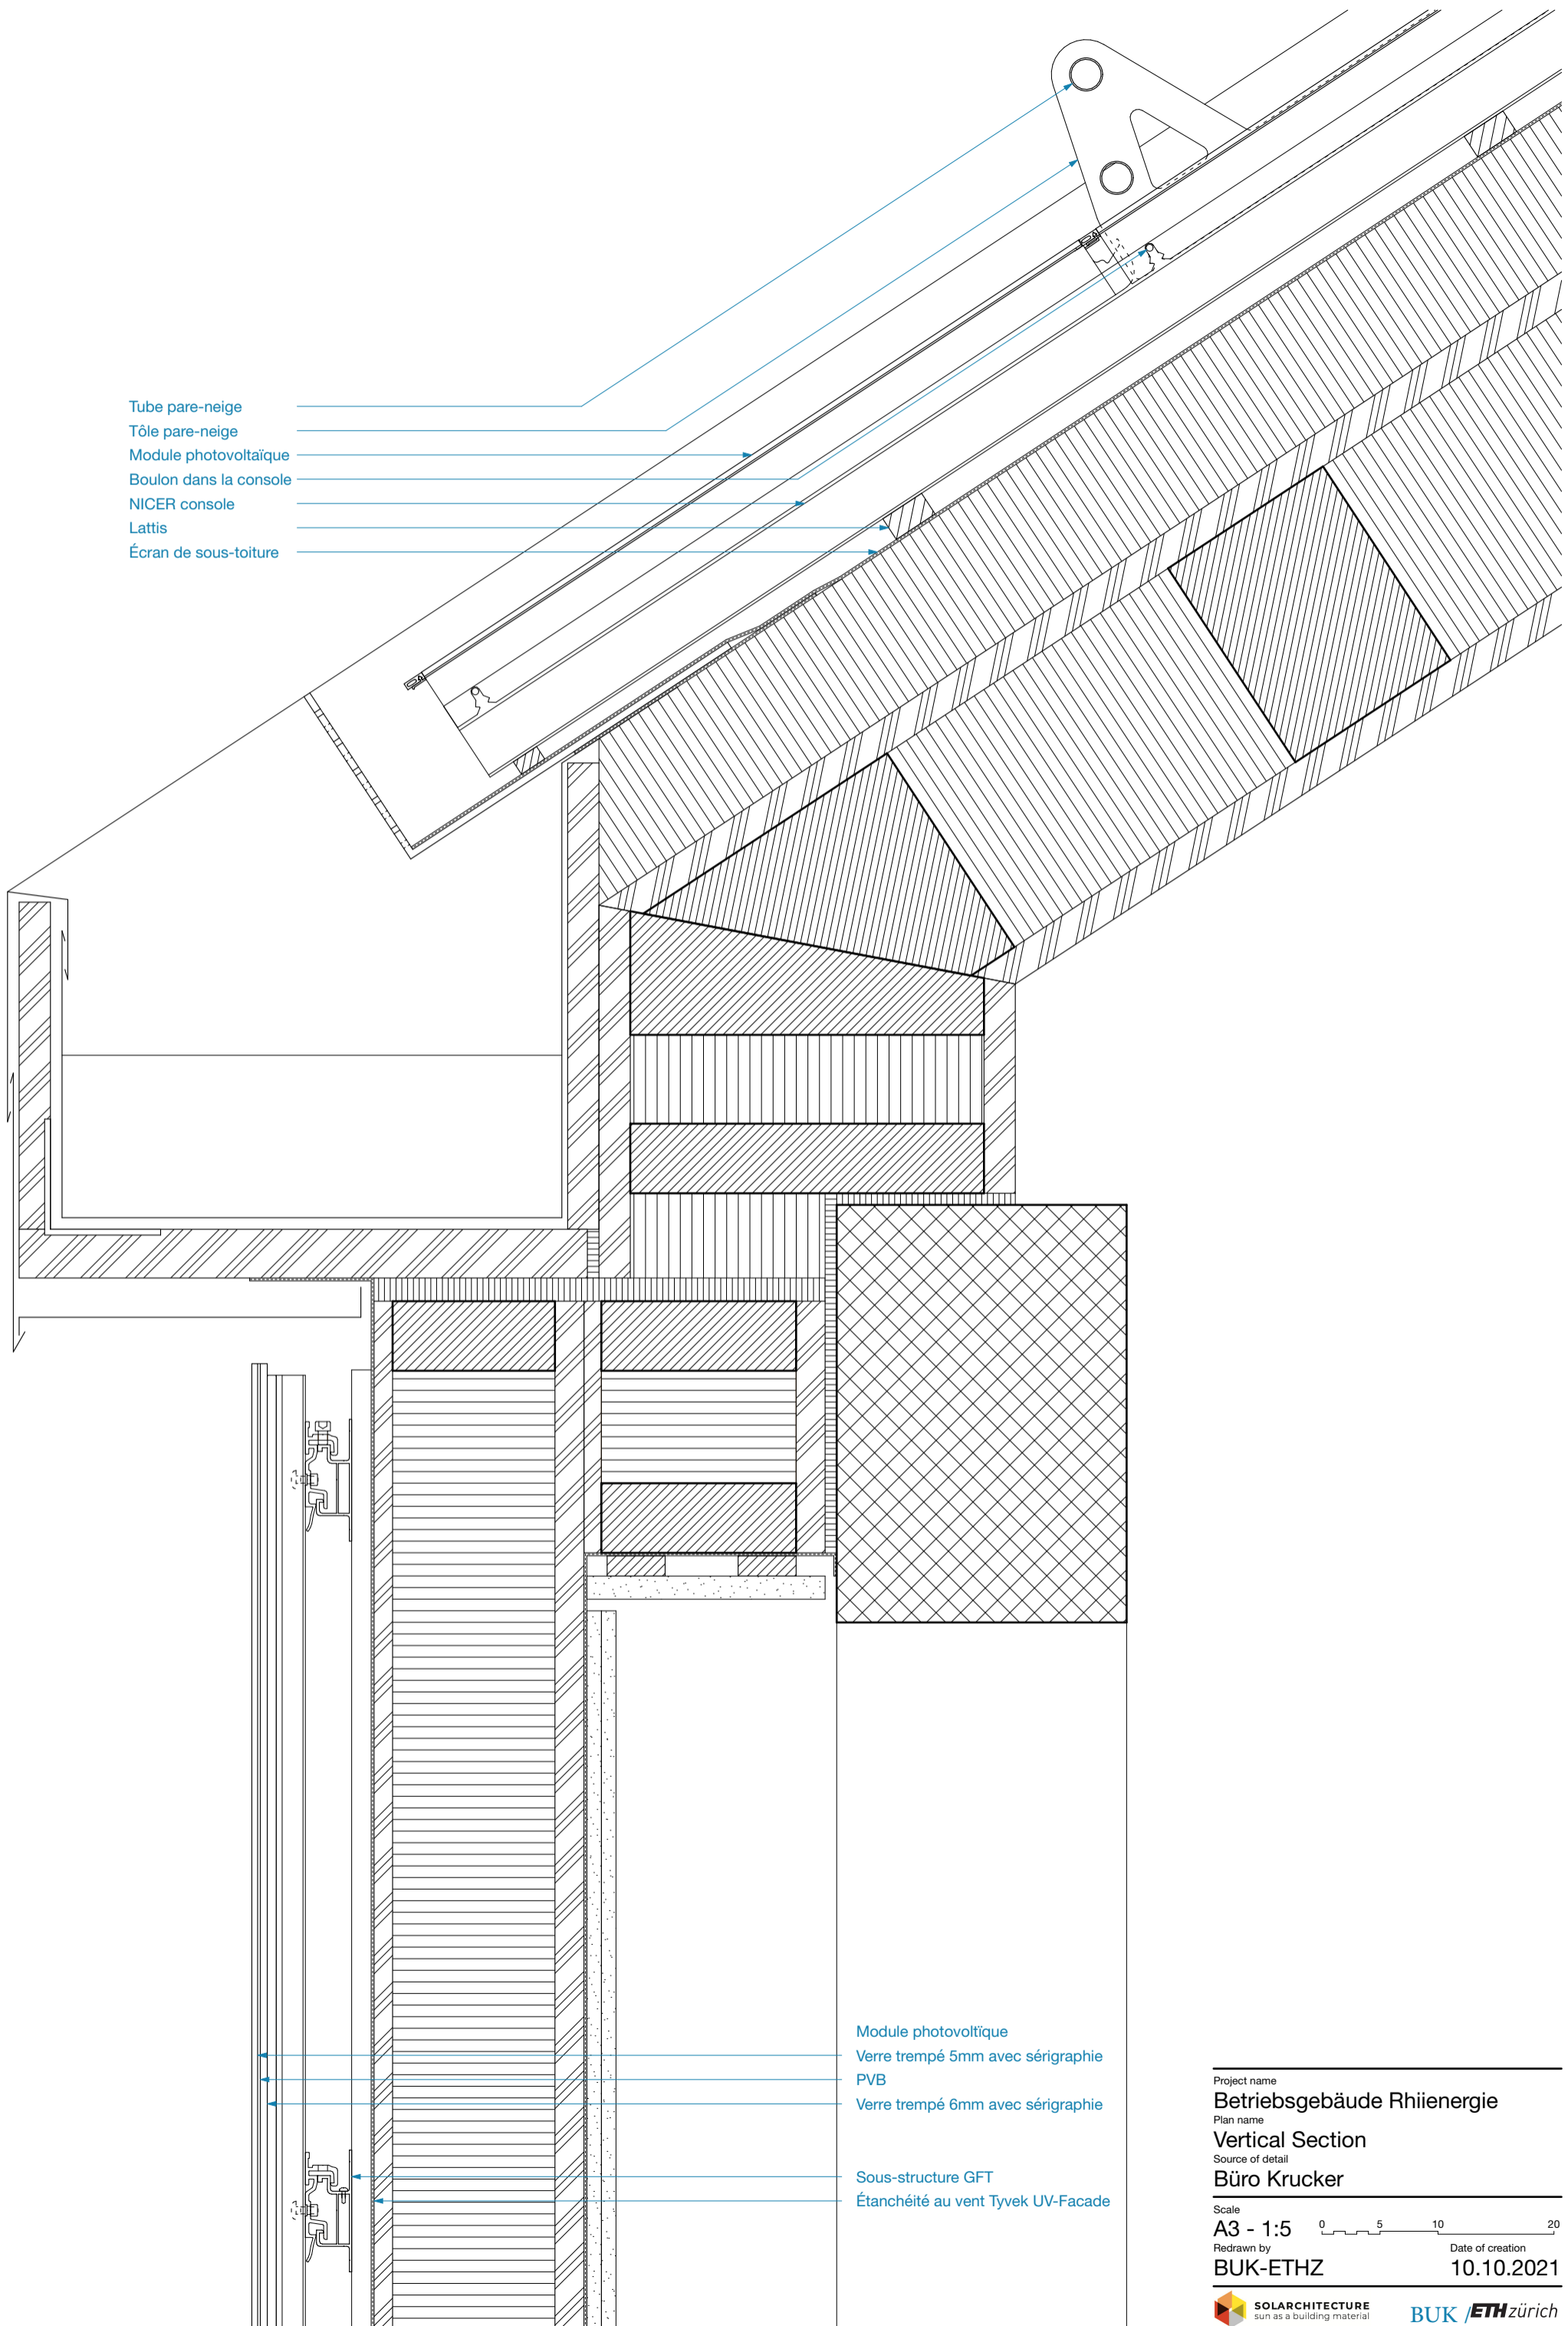 Tube pare-neige
Tôle pare-neige
Module photovoltaïque
Boulon dans la console
NICER console
Lattis
Écran de sous-toiture
Module photovoltïque
Verre trempé 5mm avec sérigraphie
PVB
Verre trempé 6mm avec sérigraphie
Sous-structure GFT
Étanchéité au vent Tyvek UV-Facade
Project name
Betriebsgebäude Rhiienergie
Plan name
Vertical Section
Source of detail
Büro Krucker
Scale
A3 - 1:5 0 5 10 20
Redrawn by Date of creation
BUK-ETHZ 10.10.2021
SOLARCHITECTURE
sun as a building material
BUK /ETH zürich